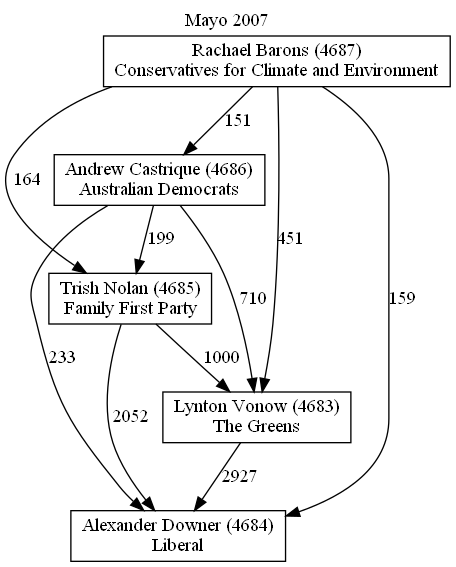 Mayo 2007
Rachael Barons (4687)
Conservatives for Climate and Environment
151
Andrew Castrique (4686)
Australian Democrats
164
199
451
Trish Nolan (4685)
Family First Party
710
159
233
1000
Lynton Vonow (4683)
The Greens
2052
2927
Alexander Downer (4684)
Liberal